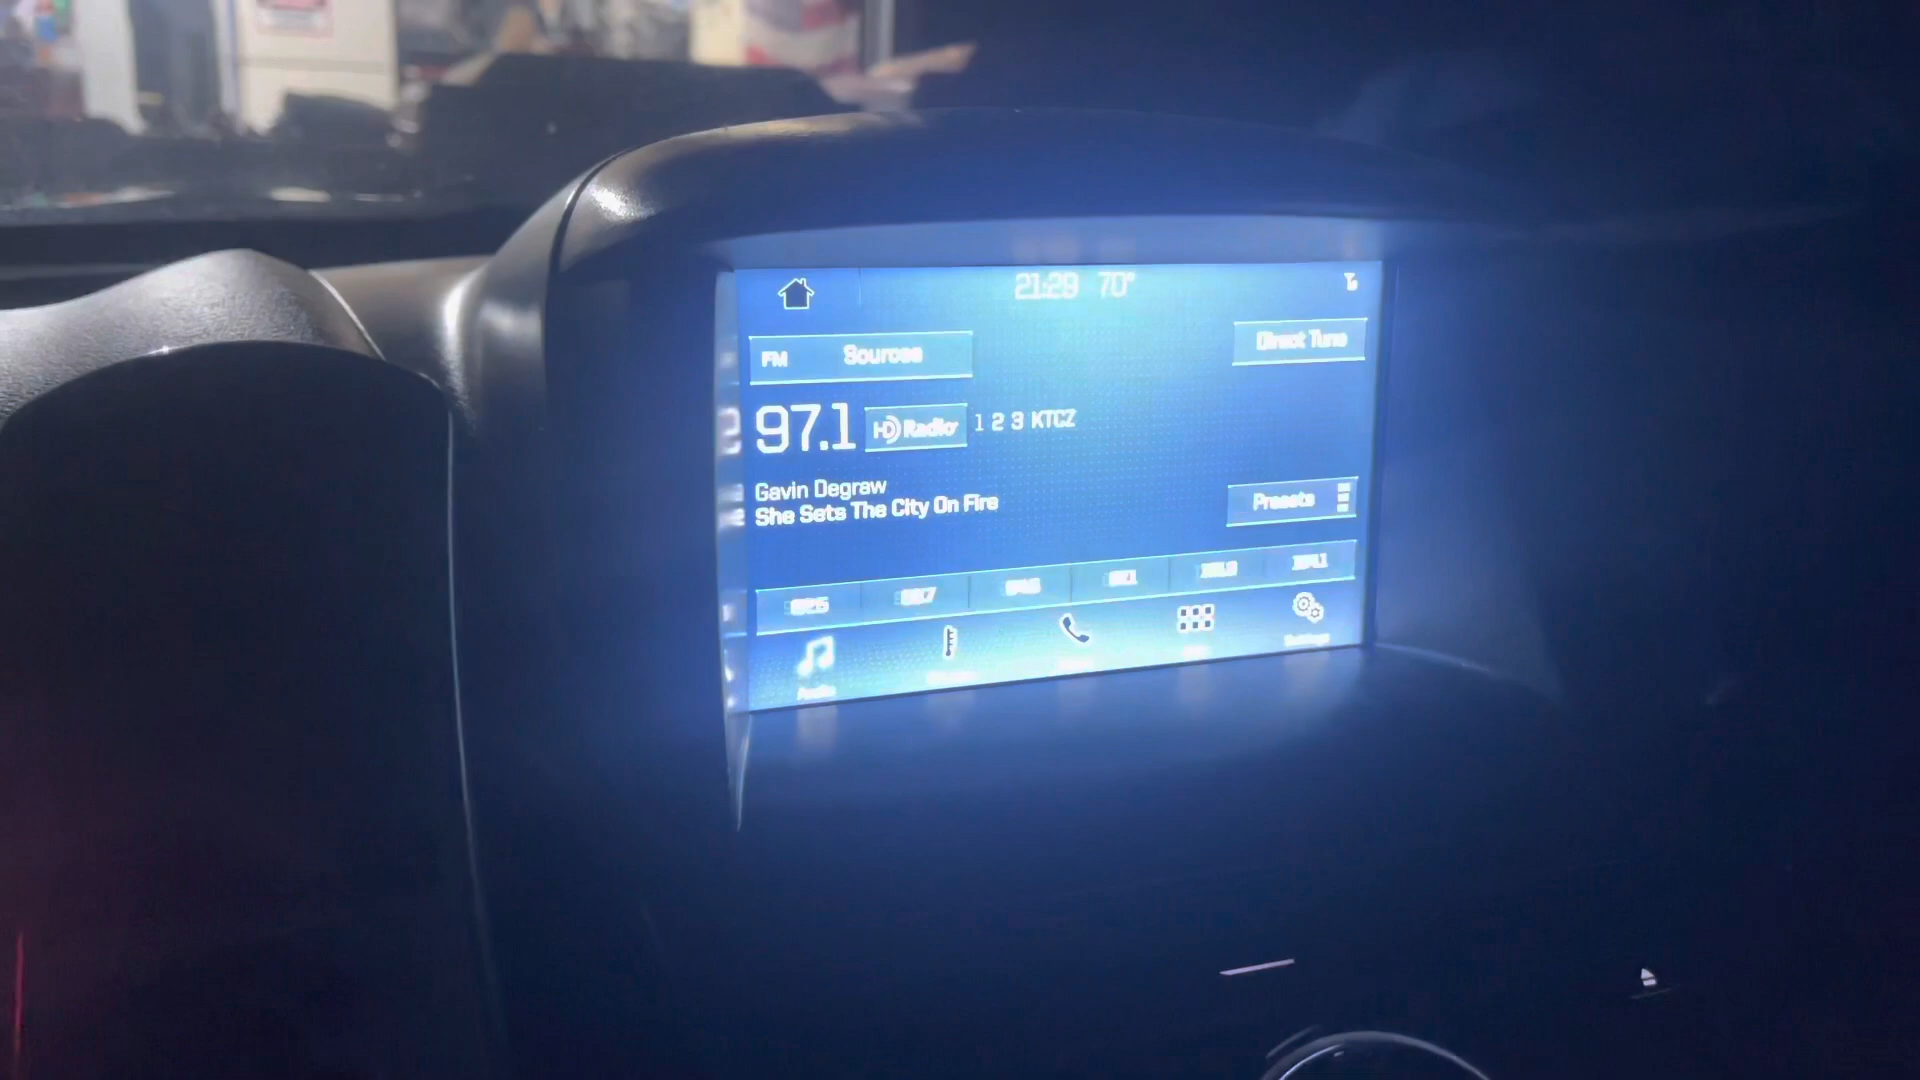 21:29 70°
FM Sources
Direct Tune
97.1 HD Radio 1 2 3 KTCZ
Gavin Degraw
She Sets The City On Fire
Presets
Audio